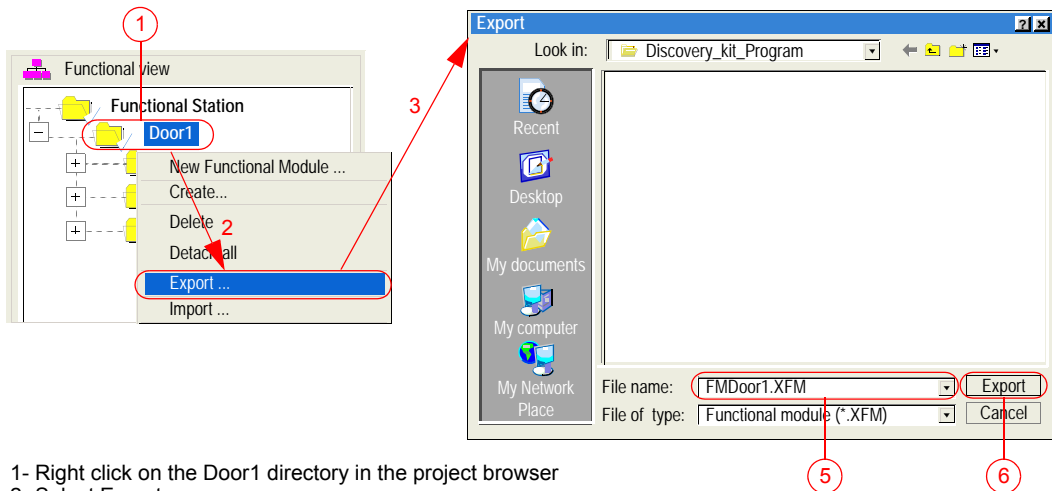 1
Functional view
Functional Station
Door1
New Functional Module ...
Create...
Delete
2
Detach all
Export ...
Import ...
3
Export
Look in:
Discovery_kit_Program
Recent
Desktop
My documents
My computer
My Network
Place
File name:
FMDoor1.XFM
Export
File of type:
Functional module (*.XFM)
Cancel
5
6
1- Right click on the Door1 directory in the project browser